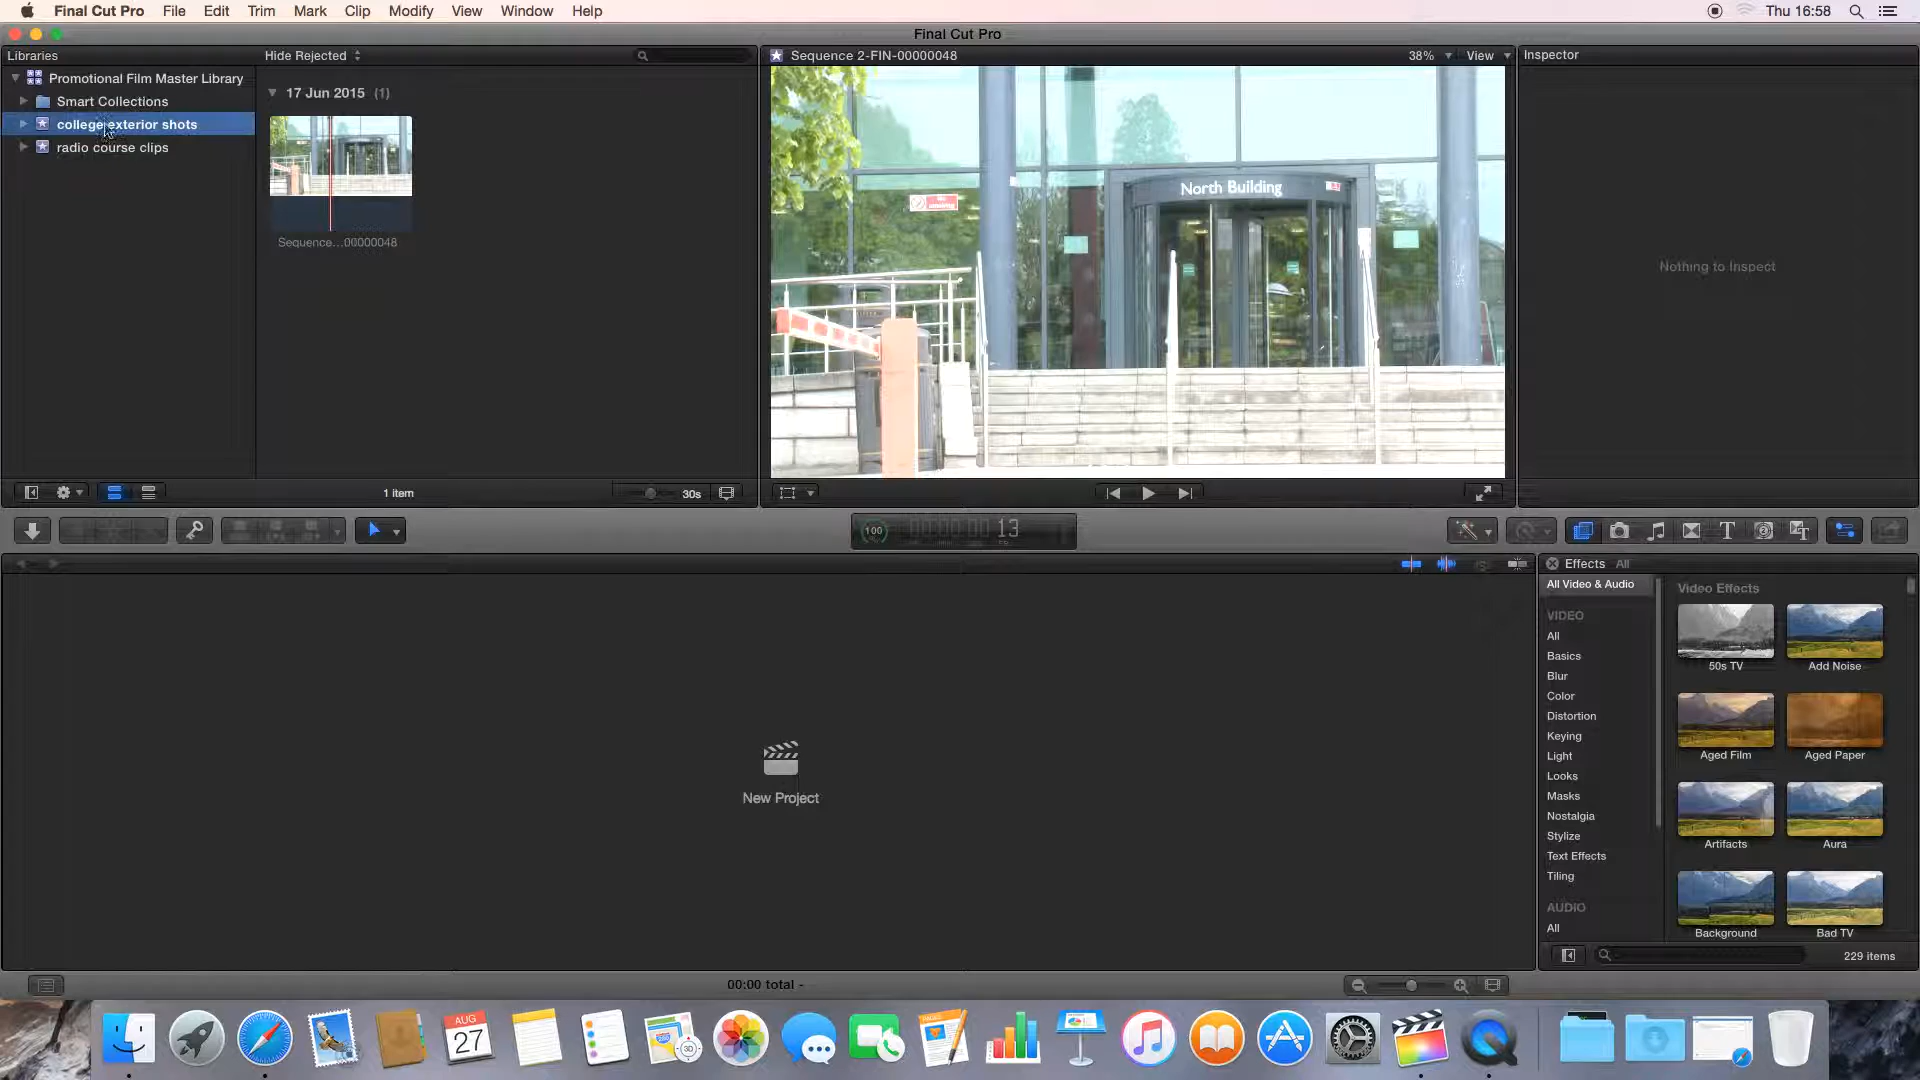 Final Cut Pro File Edit Trim Mark Clip Modify View Window Help Thu 16:58
Final Cut Pro
Libraries
Hide Rejected
Sequence 2-FIN-00000048
38%
View
Inspector
Promotional Film Master Library
Smart Collections
college exterior shots
radio course clips
17 Jun 2015 (1)
Sequence...00000048
North Building
Nothing to Inspect
1 item
30s
100
00:00:00:00 13
New Project
Effects All
All Video & Audio
VIDEO
All
Basics
Blur
Color
Distortion
Keying
Light
Looks
Masks
Nostalgia
Stylize
Text Effects
Tiling
AUDIO
All
Video Effects
50s TV
Add Noise
Aged Film
Aged Paper
Artifacts
Aura
Background
Bad TV
229 items
00:00 total -
AUG
27